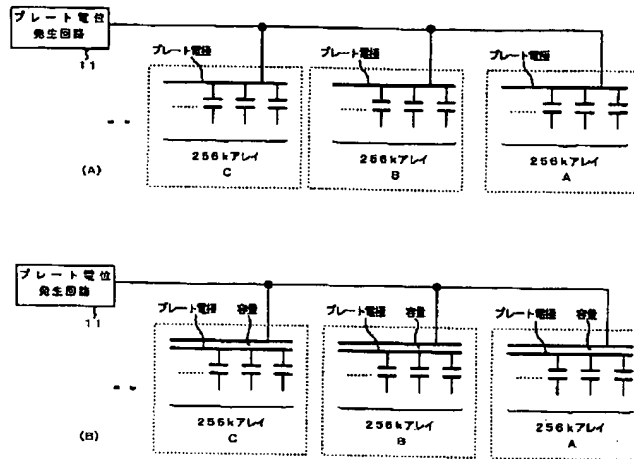 プレート電位
発生回路
11
プレート電極
プレート電極
プレート電極
256kアレイ
C
256kアレイ
B
256kアレイ
A
(A)
プレート電位
発生回路
11
プレート電極
容量
プレート電極
容量
プレート電極
容量
256kアレイ
C
256kアレイ
B
256kアレイ
A
(B)